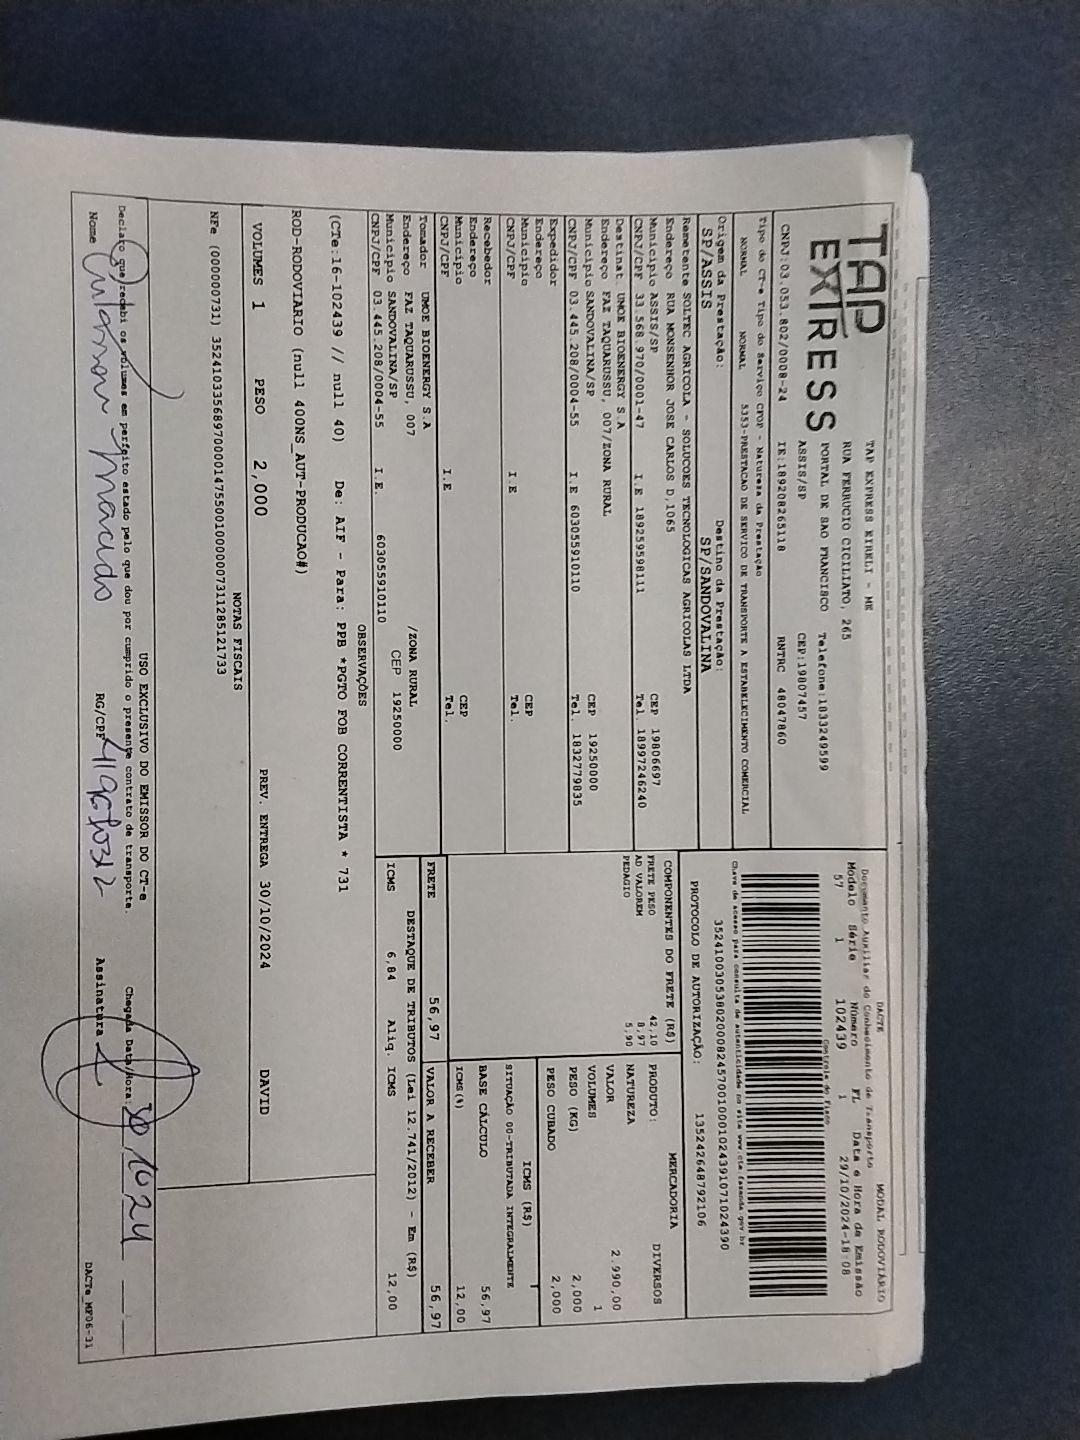 TAP
EXPRESS
TAP EXPRESS EIRELI - ME
RUA FERRUCIO CICILIATO, 265
PORTAL DE SAO FRANCISCO Telefone:1833249599
ASSIS/SP CEP:19807457
CNPJ:03.053.802/0008-24 IE:189208265118 RNTRC 48047860
Tipo do CT-e Tipo do Serviço CFOP - Natureza da Prestação
NORMAL NORMAL 5353-PRESTACAO DE SERVICO DE TRANSPORTE A ESTABELECIMENTO COMERCIAL
Origem da Prestação: Destino da Prestação:
SP/ASSIS SP/SANDOVALINA
DACTE MODAL RODOVIÁRIO
Documento Auxiliar do Conhecimento de Transporte
Modelo Série Número FL Data e Hora da Emissão
57 1 102439 1 29/10/2024-18:08
Controle do Fisco
Chave de acesso para consulta de autenticidade no site www.cte.fazenda.gov.br
35241003053802000824570010001024391071024390
PROTOCOLO DE AUTORIZAÇÃO: 135242648792106
Remetente SOLTEC AGRICOLA - SOLUCOES TECNOLOGICAS AGRICOLAS LTDA
Endereço RUA MONSENHOR JOSE CARLOS D,1065
Município ASSIS/SP CEP 19806697
CNPJ/CPF 33.568.970/0001-47 I.E 189259598111 Tel. 18997246240
Destinat. UMOE BIOENERGY S.A
Endereço FAZ TAQUARUSSU, 007/ZONA RURAL
Município SANDOVALINA/SP CEP 19250000
CNPJ/CPF 03.445.208/0004-55 I.E 603055910110 Tel. 1832779835
Expedidor
Endereço
Município CEP
CNPJ/CPF I.E Tel.
Recebedor
Endereço
Município CEP
CNPJ/CPF I.E Tel.
Tomador UMOE BIOENERGY S.A
Endereço FAZ TAQUARUSSU, 007 /ZONA RURAL
Município SANDOVALINA/SP CEP 19250000
CNPJ/CPF 03.445.208/0004-55 I.E. 603055910110
COMPONENTES DO FRETE (R$)
FRETE PESO 42,10
AD VALOREM 8,97
PEDAGIO 5,90
MERCADORIA
PRODUTO: DIVERSOS
NATUREZA
VALOR 2.990,00
VOLUMES 1
PESO (KG) 2,000
PESO CUBADO 2,000
ICMS (R$)
SITUAÇÃO 00-TRIBUTADA INTEGRALMENTE
BASE CÁLCULO 56,97
ICMS(%) 12,00
FRETE 56,97 VALOR A RECEBER 56,97
DESTAQUE DE TRIBUTOS (Lei 12.741/2012) - Em (R$)
ICMS 6,84 Aliq. ICMS 12,00
OBSERVAÇÕES
(CTe:16-102439 // null 40) De: AIF - Para: PPB *PGTO FOB CORRENTISTA * 731
ROD-RODOVIARIO (null 400NS_AUT-PRODUCAO#)
VOLUMES 1 PESO 2,000 PREV. ENTREGA 30/10/2024 DAVID
NOTAS FISCAIS
NFe (000000731) 35241033568970000147550010000007311285121733
USO EXCLUSIVO DO EMISSOR DO CT-e
Declaro que recebi os volumes em perfeito estado pelo que dou por cumprido o presente contrato de transporte. Chegada Data/Hora: 30 10 24
Nome RG/CPF Assinatura
DACTe_MF06-31